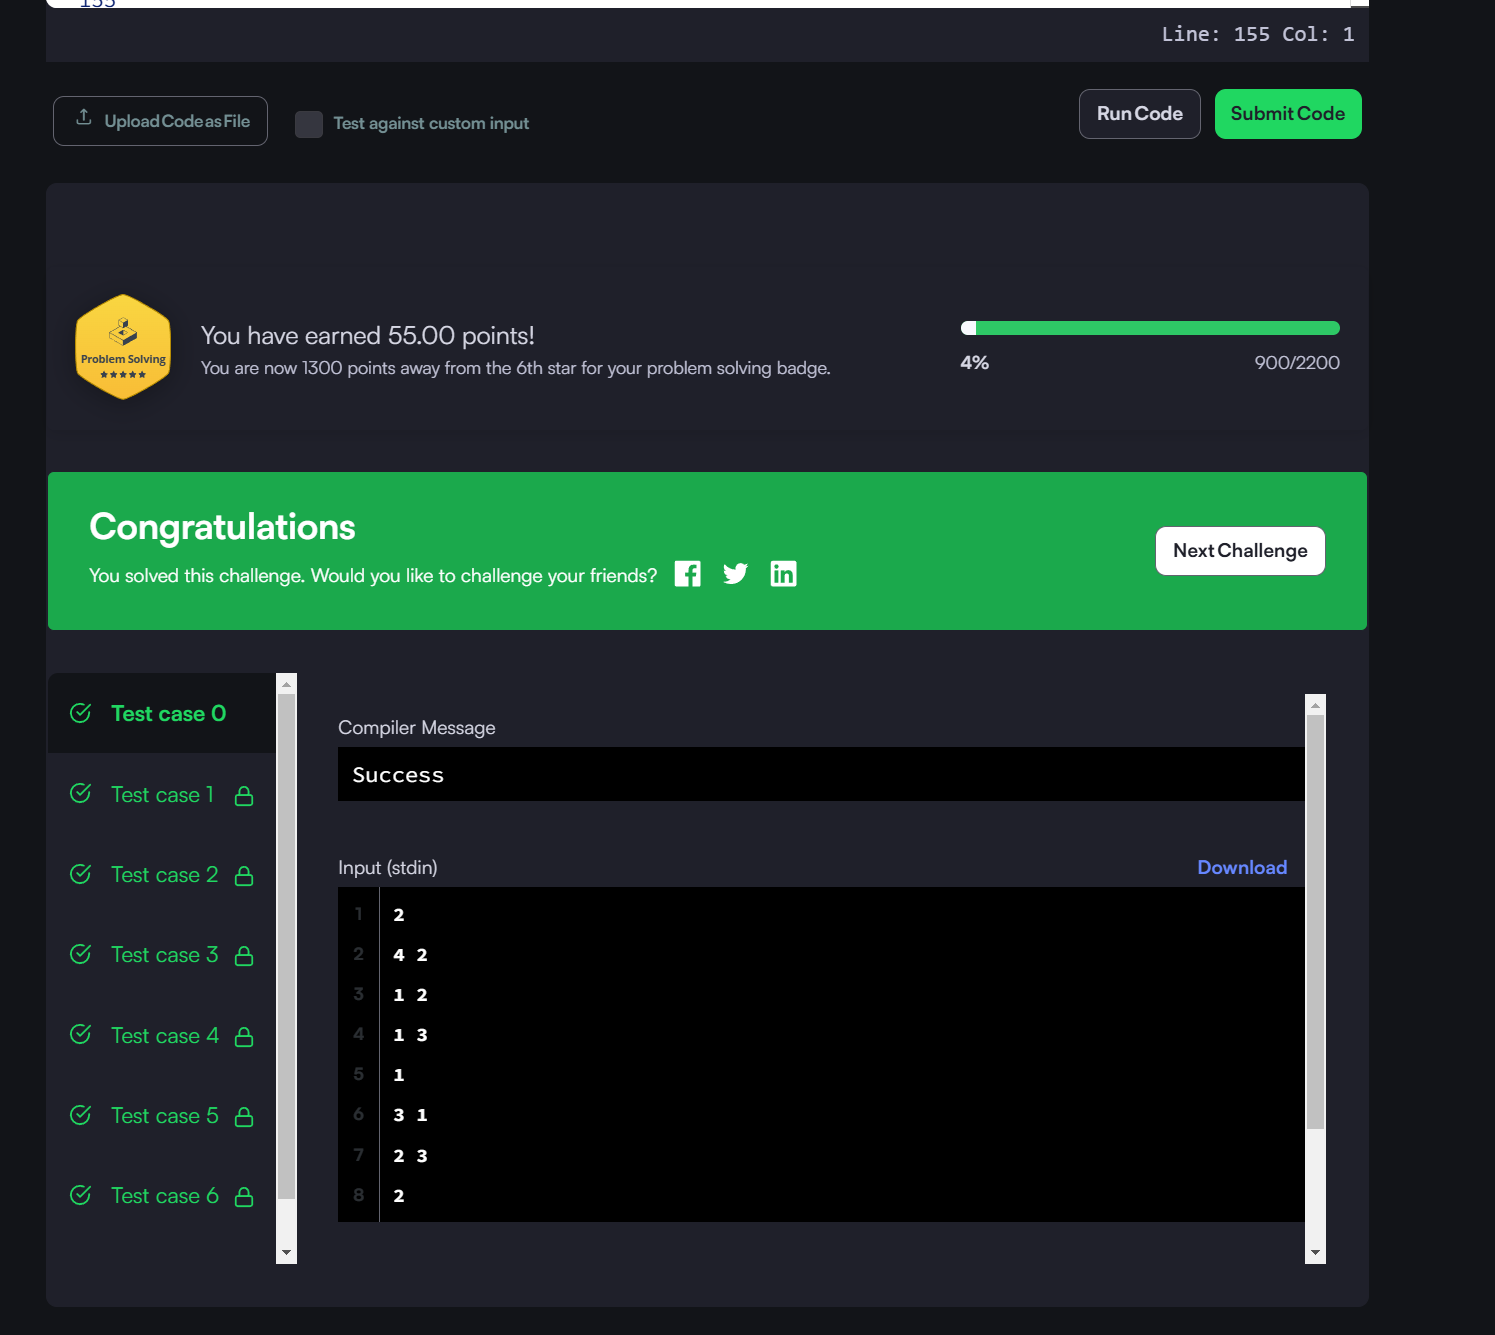 155
Line: 155 Col: 1
Upload Code as File
Test against custom input
Run Code
Submit Code
Problem Solving
You have earned 55.00 points!
You are now 1300 points away from the 6th star for your problem solving badge.
4%
900/2200
Congratulations
You solved this challenge. Would you like to challenge your friends?
Next Challenge
Test case 0
Test case 1
Test case 2
Test case 3
Test case 4
Test case 5
Test case 6
Compiler Message
Success
Input (stdin)
Download
1 2
2 4 2
3 1 2
4 1 3
5 1
6 3 1
7 2 3
8 2